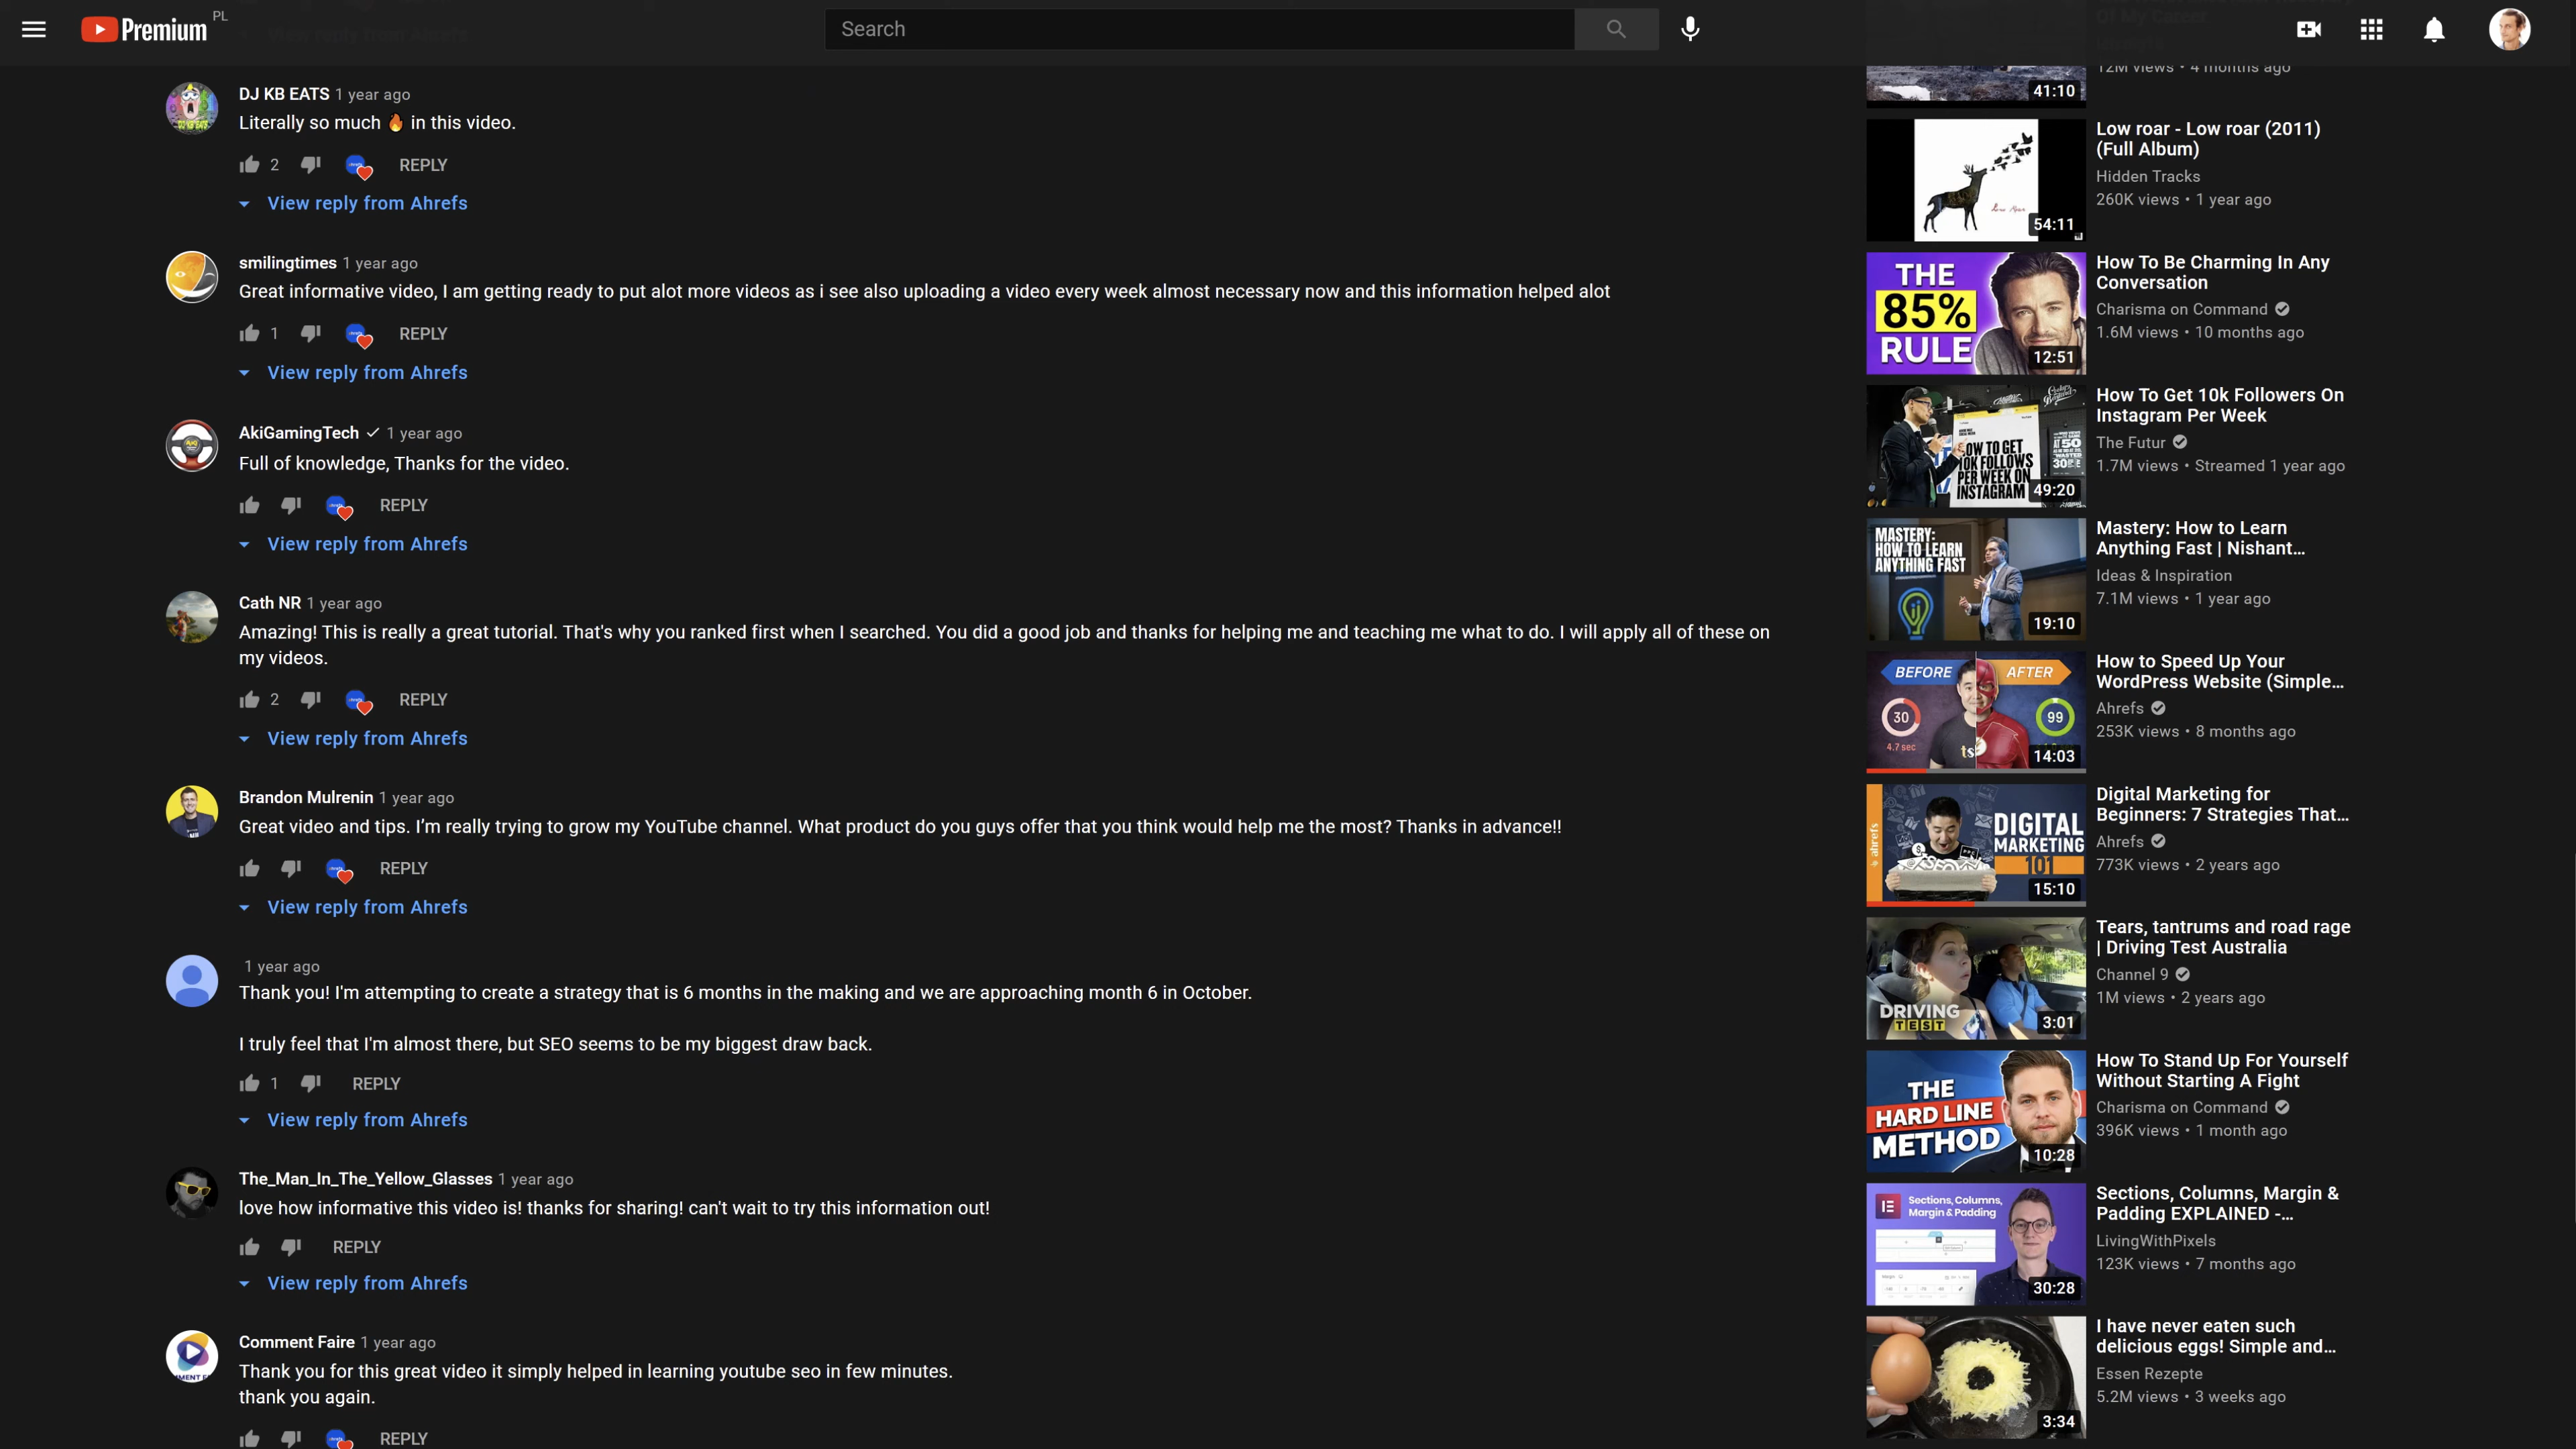 Premium
PL
Search
DJ KB EATS 1 year ago
Literally so much 🔥 in this video.
2 REPLY
View reply from Ahrefs
smilingtimes 1 year ago
Great informative video, I am getting ready to put alot more videos as i see also uploading a video every week almost necessary now and this information helped alot
1 REPLY
View reply from Ahrefs
AkiGamingTech 1 year ago
Full of knowledge, Thanks for the video.
REPLY
View reply from Ahrefs
Cath NR 1 year ago
Amazing! This is really a great tutorial. That's why you ranked first when I searched. You did a good job and thanks for helping me and teaching me what to do. I will apply all of these on
my videos.
2 REPLY
View reply from Ahrefs
Brandon Mulrenin 1 year ago
Great video and tips. I’m really trying to grow my YouTube channel. What product do you guys offer that you think would help me the most? Thanks in advance!!
REPLY
View reply from Ahrefs
1 year ago
Thank you! I'm attempting to create a strategy that is 6 months in the making and we are approaching month 6 in October.
I truly feel that I'm almost there, but SEO seems to be my biggest draw back.
1 REPLY
View reply from Ahrefs
The_Man_In_The_Yellow_Glasses 1 year ago
love how informative this video is! thanks for sharing! can't wait to try this information out!
REPLY
View reply from Ahrefs
Comment Faire 1 year ago
Thank you for this great video it simply helped in learning youtube seo in few minutes.
thank you again.
REPLY
41:10
12M views • 4 months ago
54:11
Low roar - Low roar (2011)
(Full Album)
Hidden Tracks
260K views • 1 year ago
THE
85%
RULE
12:51
How To Be Charming In Any
Conversation
Charisma on Command
1.6M views • 10 months ago
OW TO GET
10K FOLLOWS
PER WEEK ON
INSTAGRAM
49:20
How To Get 10k Followers On
Instagram Per Week
The Futur
1.7M views • Streamed 1 year ago
MASTERY:
HOW TO LEARN
ANYTHING FAST
19:10
Mastery: How to Learn
Anything Fast | Nishant...
Ideas & Inspiration
7.1M views • 1 year ago
BEFORE AFTER
30 99
4.7 sec
14:03
How to Speed Up Your
WordPress Website (Simple...
Ahrefs
253K views • 8 months ago
ahrefs
DIGITAL
MARKETING
101
15:10
Digital Marketing for
Beginners: 7 Strategies That...
Ahrefs
773K views • 2 years ago
DRIVING
TEST
3:01
Tears, tantrums and road rage
| Driving Test Australia
Channel 9
1M views • 2 years ago
THE
HARD LINE
METHOD
10:28
How To Stand Up For Yourself
Without Starting A Fight
Charisma on Command
396K views • 1 month ago
Sections, Columns,
Margin & Padding
30:28
Sections, Columns, Margin &
Padding EXPLAINED -...
LivingWithPixels
123K views • 7 months ago
3:34
I have never eaten such
delicious eggs! Simple and...
Essen Rezepte
5.2M views • 3 weeks ago